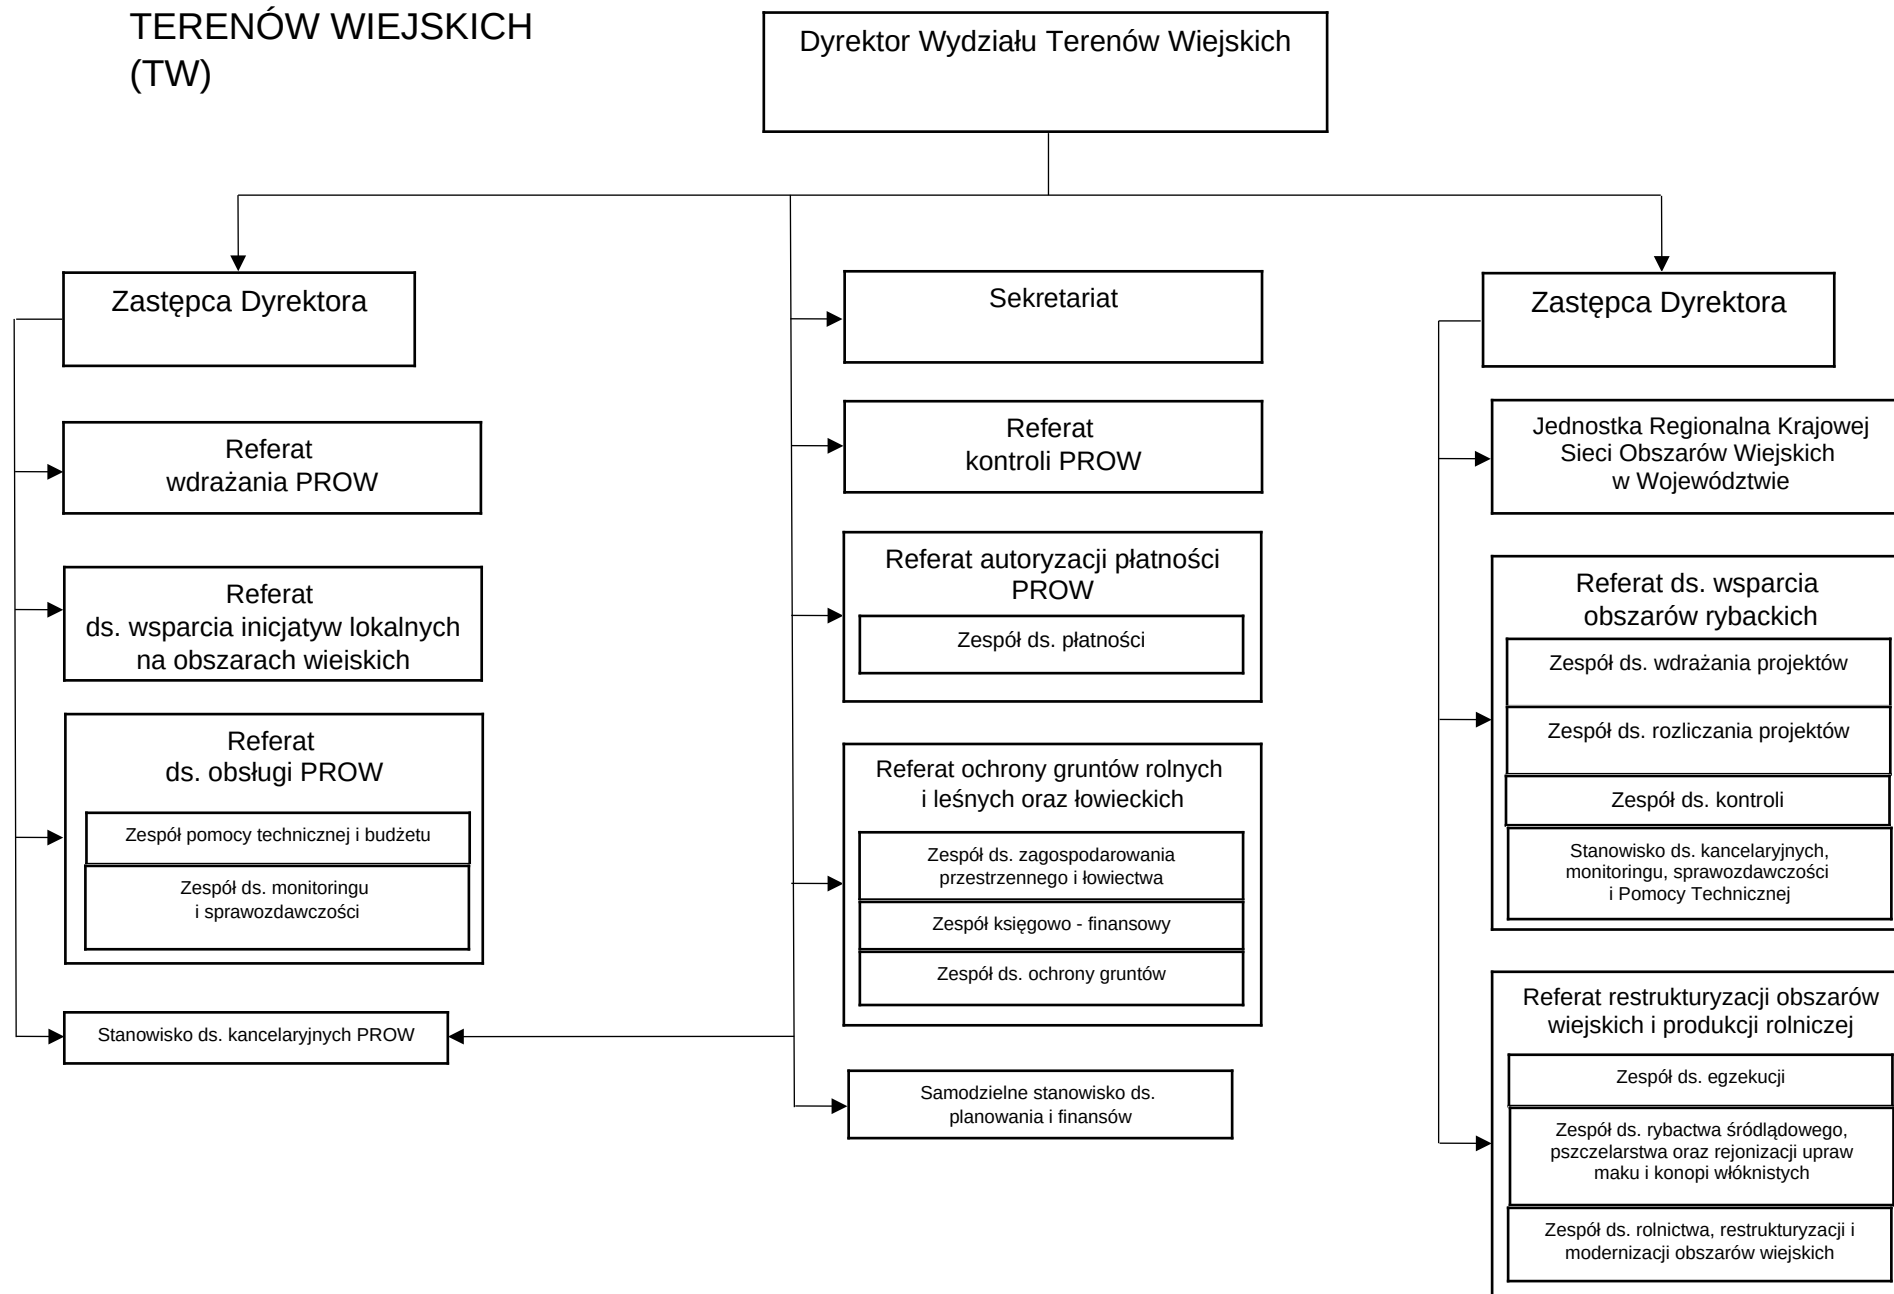 TERENÓW WIEJSKICH
(TW)
Dyrektor Wydziału Terenów Wiejskich
Zastępca Dyrektora
Referat
wdrażania PROW
Referat
ds. wsparcia inicjatyw lokalnych
na obszarach wiejskich
Referat
ds. obsługi PROW
Zespół pomocy technicznej i budżetu
Zespół ds. monitoringu
i sprawozdawczości
Stanowisko ds. kancelaryjnych PROW
Sekretariat
Referat
kontroli PROW
Referat autoryzacji płatności
PROW
Zespół ds. płatności
Referat ochrony gruntów rolnych
i leśnych oraz łowieckich
Zespół ds. zagospodarowania
przestrzennego i łowiectwa
Zespół księgowo - finansowy
Zespół ds. ochrony gruntów
Samodzielne stanowisko ds.
planowania i finansów
Zastępca Dyrektora
Jednostka Regionalna Krajowej
Sieci Obszarów Wiejskich
w Województwie
Referat ds. wsparcia
obszarów rybackich
Zespół ds. wdrażania projektów
Zespół ds. rozliczania projektów
Zespół ds. kontroli
Stanowisko ds. kancelaryjnych,
monitoringu, sprawozdawczości
i Pomocy Technicznej
Referat restrukturyzacji obszarów
wiejskich i produkcji rolniczej
Zespół ds. egzekucji
Zespół ds. rybactwa śródlądowego,
pszczelarstwa oraz rejonizacji upraw
maku i konopi włóknistych
Zespół ds. rolnictwa, restrukturyzacji i
modernizacji obszarów wiejskich